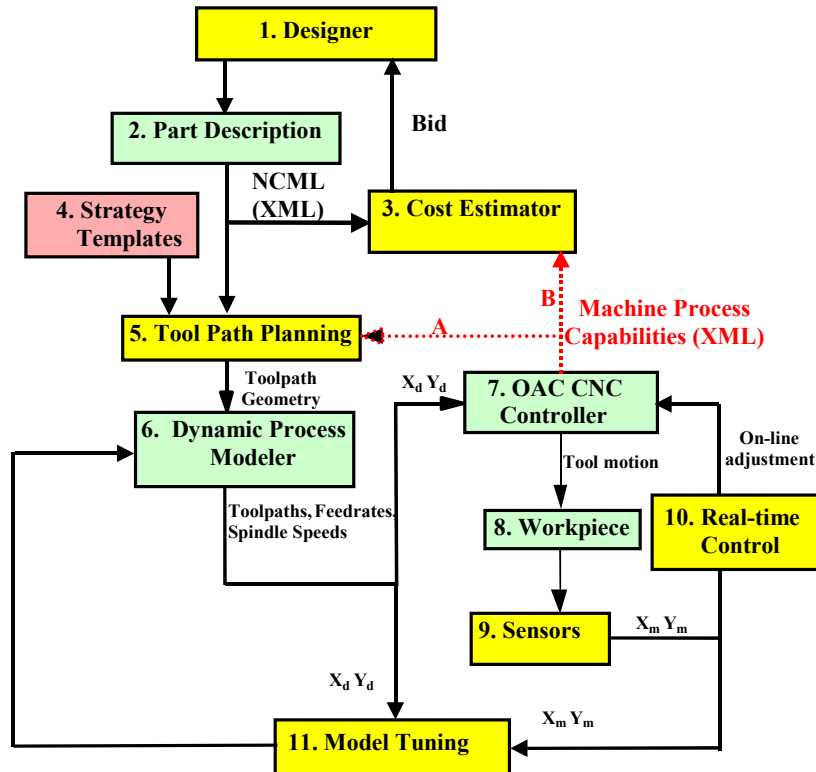 1. Designer
2. Part Description
Bid
NCML
(XML)
3. Cost Estimator
4. Strategy
Templates
B
Machine Process
Capabilities (XML)
A
5. Tool Path Planning
Toolpath
Geometry
Xd Yd
7. OAC CNC
Controller
6. Dynamic Process
Modeler
On-line
adjustment
Tool motion
Toolpaths, Feedrates,
Spindle Speeds
8. Workpiece
10. Real-time
Control
9. Sensors
Xm Ym
Xd Yd
Xm Ym
11. Model Tuning